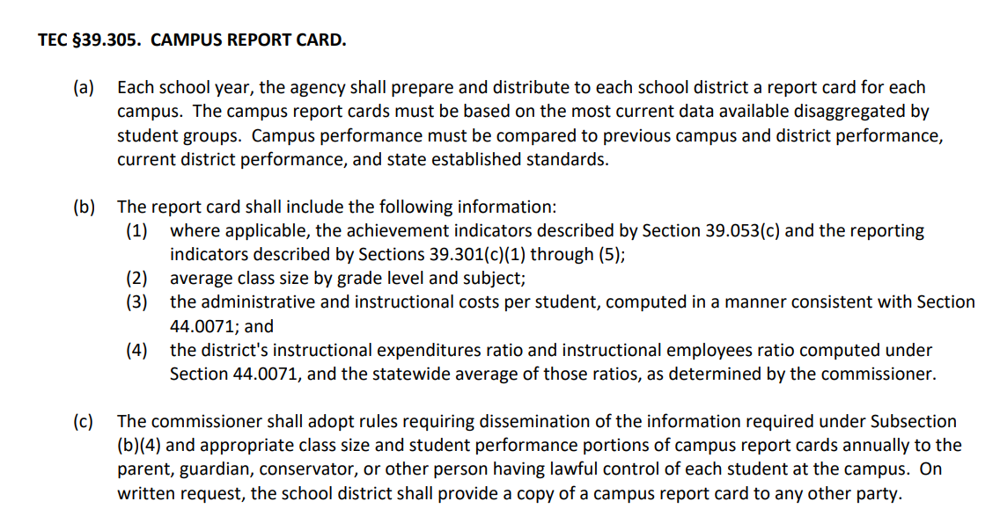 TEC §39.305. CAMPUS REPORT CARD.
(a) Each school year, the agency shall prepare and distribute to each school district a report card for each
campus. The campus report cards must be based on the most current data available disaggregated by
student groups. Campus performance must be compared to previous campus and district performance,
current district performance, and state established standards.
(b) The report card shall include the following information:
(1) where applicable, the achievement indicators described by Section 39.053(c) and the reporting
indicators described by Sections 39.301(c)(1) through (5);
(2) average class size by grade level and subject;
(3) the administrative and instructional costs per student, computed in a manner consistent with Section
44.0071; and
(4) the district's instructional expenditures ratio and instructional employees ratio computed under
Section 44.0071, and the statewide average of those ratios, as determined by the commissioner.
(c) The commissioner shall adopt rules requiring dissemination of the information required under Subsection
(b)(4) and appropriate class size and student performance portions of campus report cards annually to the
parent, guardian, conservator, or other person having lawful control of each student at the campus. On
written request, the school district shall provide a copy of a campus report card to any other party.